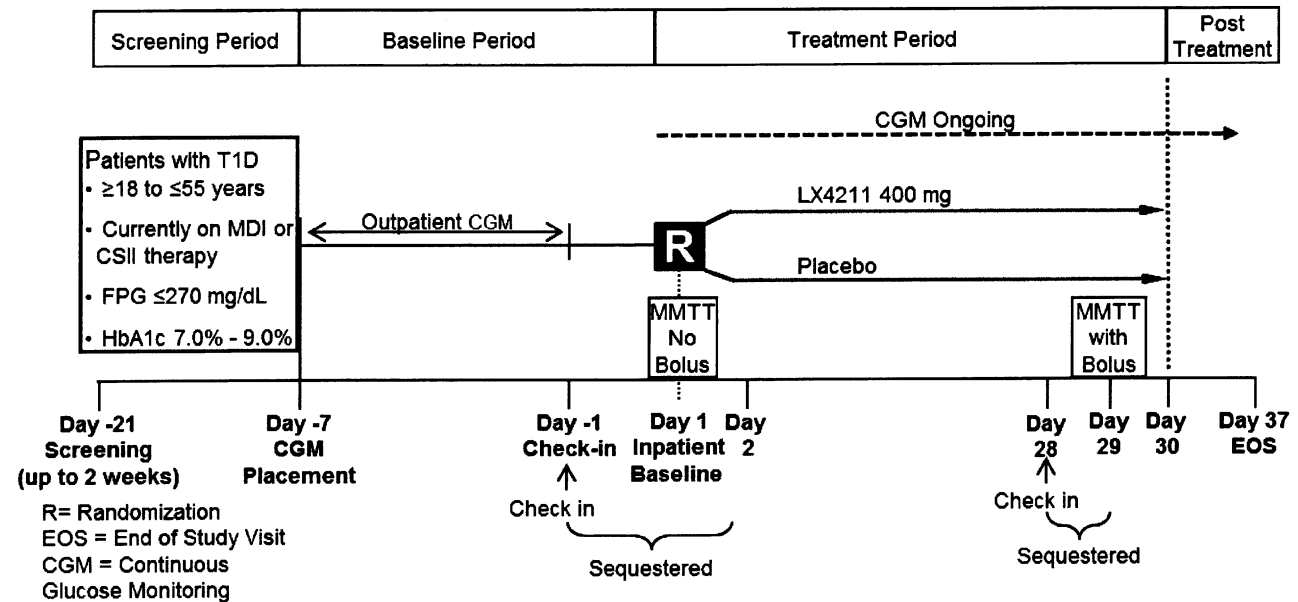 Screening Period
Baseline Period
Treatment Period
Post
Treatment
CGM Ongoing
Patients with T1D
• ≥18 to ≤55 years
• Currently on MDI or
CSII therapy
• FPG ≤270 mg/dL
• HbA1c 7.0% - 9.0%
Outpatient CGM
R
LX4211 400 mg
Placebo
MMTT
No
Bolus
MMTT
with
Bolus
Day -21
Screening
(up to 2 weeks)
Day -7
CGM
Placement
Day -1
Check-in
Day 1
Inpatient
Baseline
Day
2
Day
28
Day
29
Day
30
Day 37
EOS
Check in
Sequestered
Check in
Sequestered
R= Randomization
EOS = End of Study Visit
CGM = Continuous
Glucose Monitoring